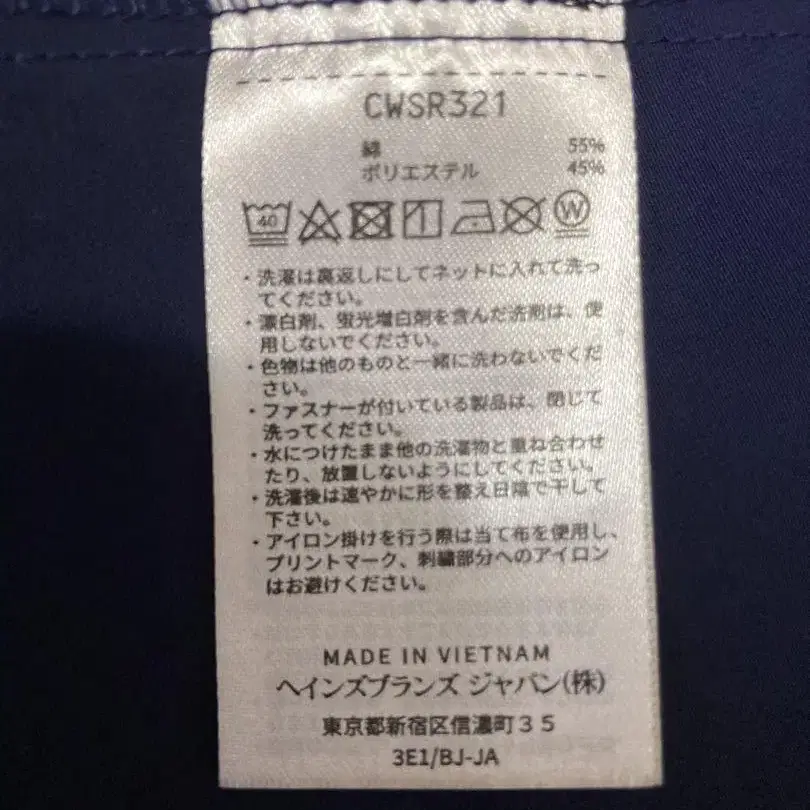 CWSR321
綿 55%
ポリエステル 45%
40 W
・洗濯は裏返しにしてネットに入れて洗っ
てください。
・漂白剤、蛍光増白剤を含んだ洗剤は、使
用しないでください。
・色物は他のものと一緒に洗わないでくだ
さい。
・ファスナーが付いている製品は、閉じて
洗ってください。
・水につけたまま他の洗濯物と重ね合わせ
たり、放置しないようにしてください。
・洗濯後は速やかに形を整え日陰で干して
下さい。
・アイロン掛けを行う際は当て布を使用し、
プリントマーク、刺繍部分へのアイロン
はお避けください。
MADE IN VIETNAM
ヘインズブランズ ジャパン(株)
東京都新宿区信濃町35
3E1/BJ-JA